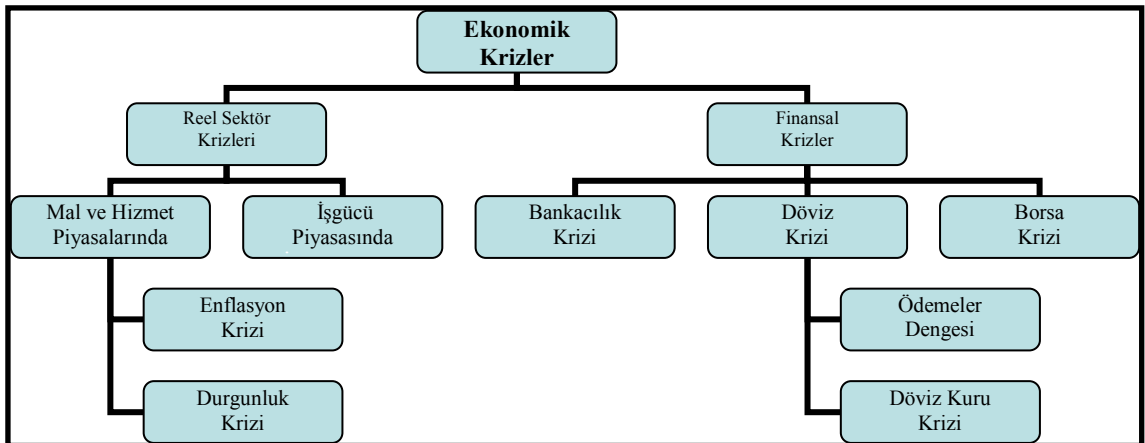 Ekonomik
Krizler
Reel Sektör
Krizleri
Finansal
Krizler
Mal ve Hizmet
Piyasalarında
İşgücü
Piyasasında
Bankacılık
Krizi
Döviz
Krizi
Borsa
Krizi
Enflasyon
Krizi
Ödemeler
Dengesi
Durgunluk
Krizi
Döviz Kuru
Krizi